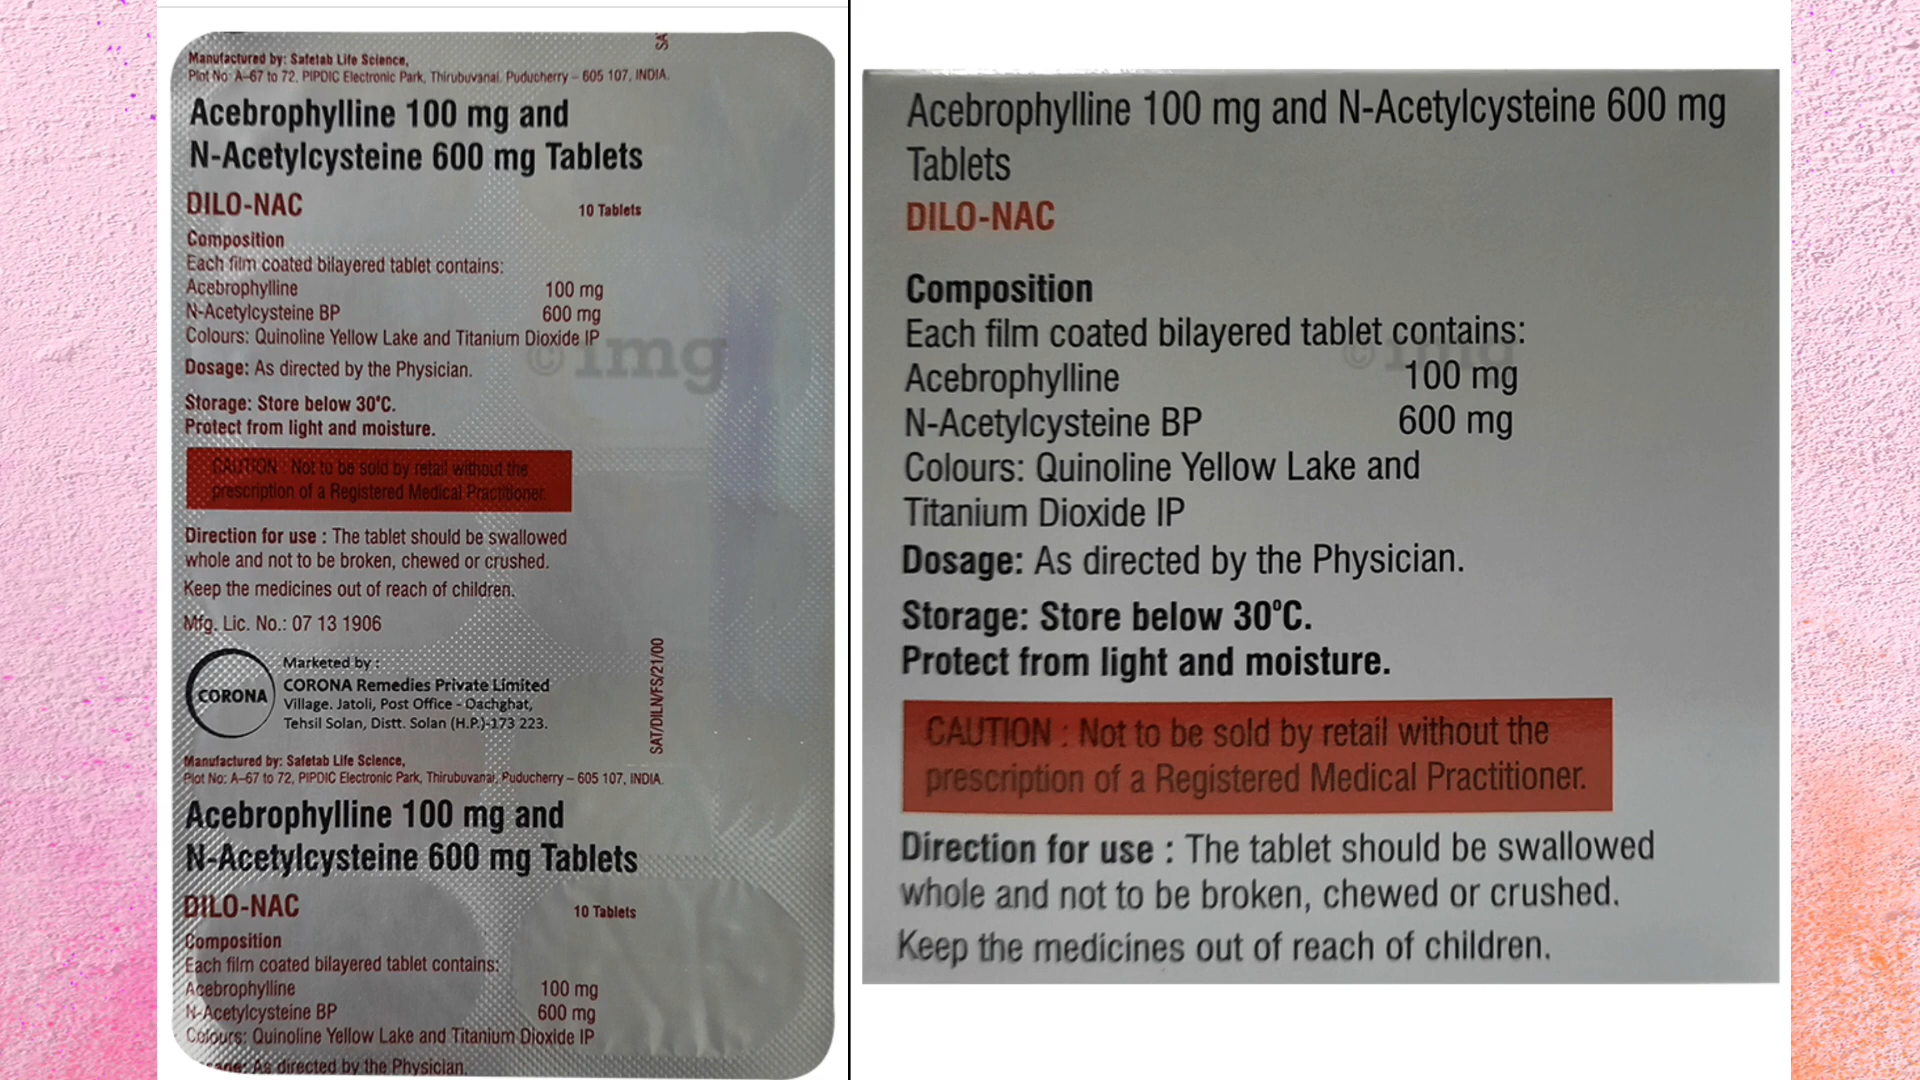 SA
Manufactured by: Safetab Life Science,
Plot No: A-67 to 72, PIPDIC Electronic Park, Thirubuvanai, Puducherry – 605 107, INDIA.
Acebrophylline 100 mg and
N-Acetylcysteine 600 mg Tablets
DILO-NAC 10 Tablets
Composition
Each film coated bilayered tablet contains:
Acebrophylline 100 mg
N-Acetylcysteine BP 600 mg
Colours: Quinoline Yellow Lake and Titanium Dioxide IP
©1mg
Dosage: As directed by the Physician.
Storage: Store below 30°C.
Protect from light and moisture.
CAUTION : Not to be sold by retail without the
prescription of a Registered Medical Practitioner.
Direction for use : The tablet should be swallowed
whole and not to be broken, chewed or crushed.
Keep the medicines out of reach of children.
Mfg. Lic. No.: 07 13 1906
CORONA
Marketed by :
CORONA Remedies Private Limited
Village. Jatoli, Post Office - Oachghat,
Tehsil Solan, Distt. Solan (H.P.)-173 223.
SAT/DILN/FS/21/00
Manufactured by: Safetab Life Science,
Plot No: A-67 to 72, PIPDIC Electronic Park, Thirubuvanai, Puducherry – 605 107, INDIA.
Acebrophylline 100 mg and
N-Acetylcysteine 600 mg Tablets
DILO-NAC 10 Tablets
Composition
Each film coated bilayered tablet contains:
Acebrophylline 100 mg
N-Acetylcysteine BP 600 mg
Colours: Quinoline Yellow Lake and Titanium Dioxide IP
As directed by the Physician.
Acebrophylline 100 mg and N-Acetylcysteine 600 mg
Tablets
DILO-NAC
Composition
Each film coated bilayered tablet contains:
©1mg
Acebrophylline 100 mg
N-Acetylcysteine BP 600 mg
Colours: Quinoline Yellow Lake and
Titanium Dioxide IP
Dosage: As directed by the Physician.
Storage: Store below 30°C.
Protect from light and moisture.
CAUTION : Not to be sold by retail without the
prescription of a Registered Medical Practitioner.
Direction for use : The tablet should be swallowed
whole and not to be broken, chewed or crushed.
Keep the medicines out of reach of children.